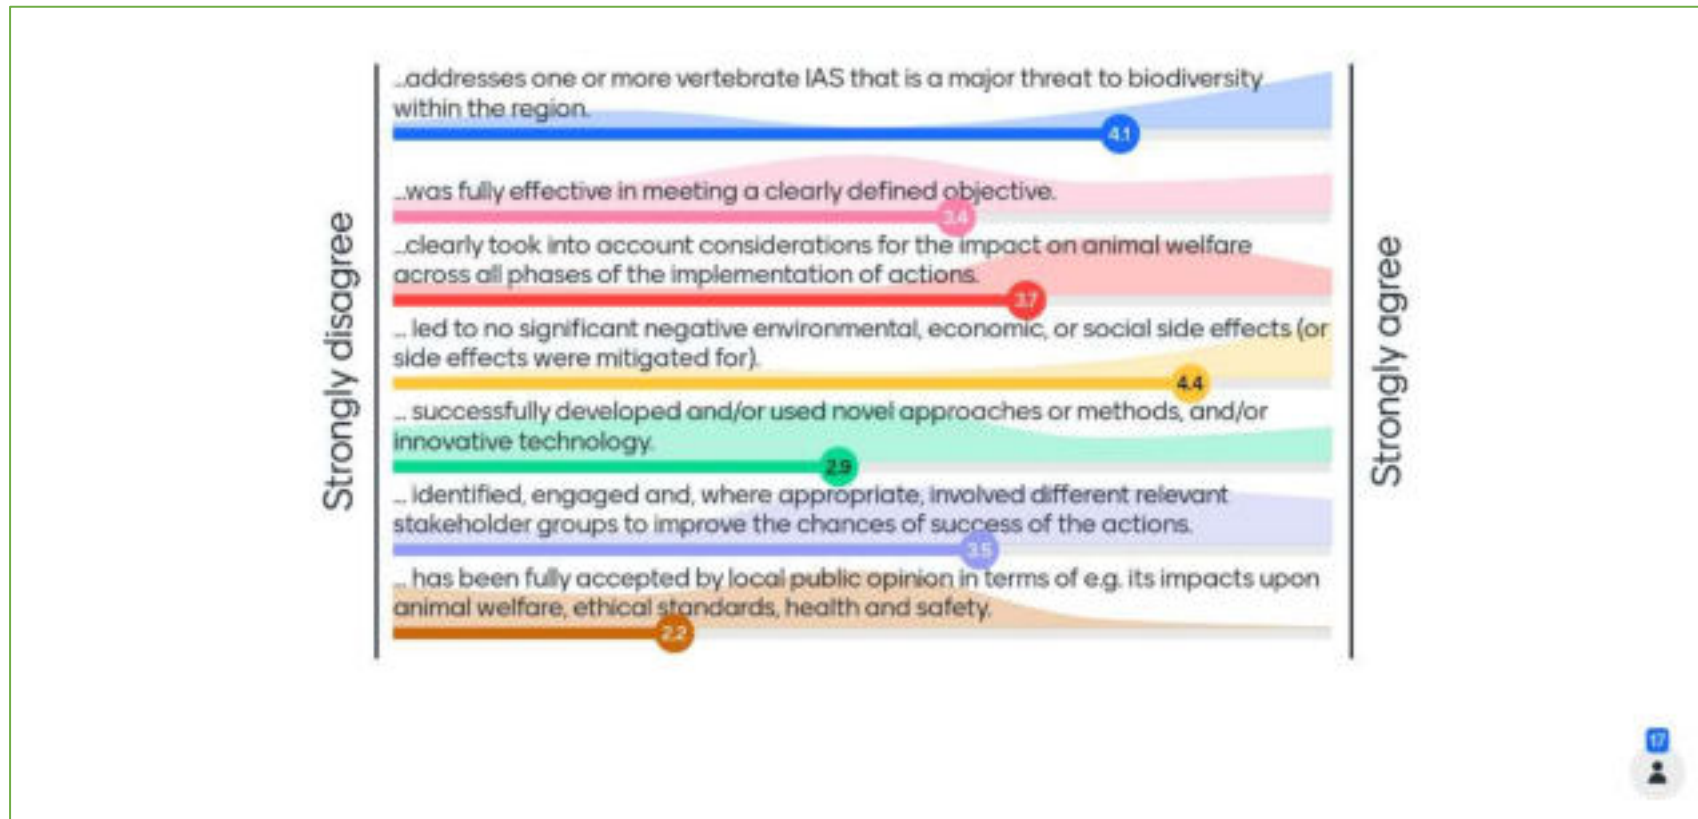 Strongly disagree
...addresses one or more vertebrate IAS that is a major threat to biodiversity
within the region.
4.1
...was fully effective in meeting a clearly defined objective.
3.4
...clearly took into account considerations for the impact on animal welfare
across all phases of the implementation of actions.
3.7
... led to no significant negative environmental, economic, or social side effects (or
side effects were mitigated for).
4.4
... successfully developed and/or used novel approaches or methods, and/or
innovative technology.
2.9
... identified, engaged and, where appropriate, involved different relevant
stakeholder groups to improve the chances of success of the actions.
3.5
... has been fully accepted by local public opinion in terms of e.g. its impacts upon
animal welfare, ethical standards, health and safety.
2.2
Strongly agree
17